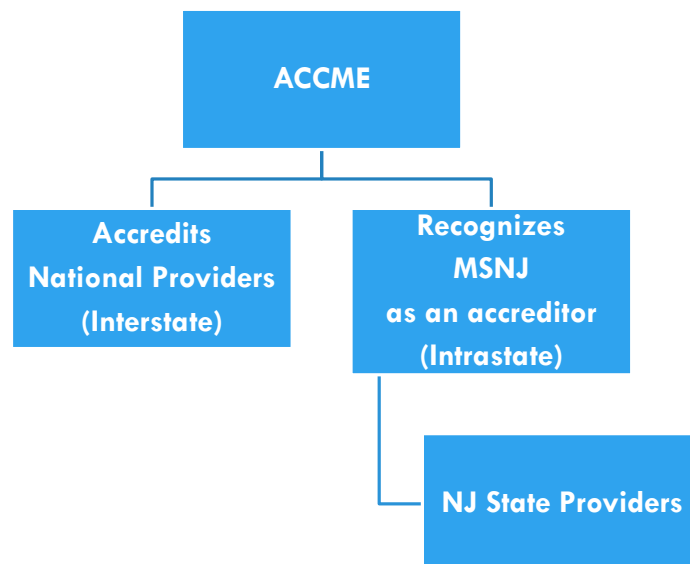 ACCME
Accredits
National Providers
(Interstate)
Recognizes
MSNJ
as an accreditor
(Intrastate)
NJ State Providers